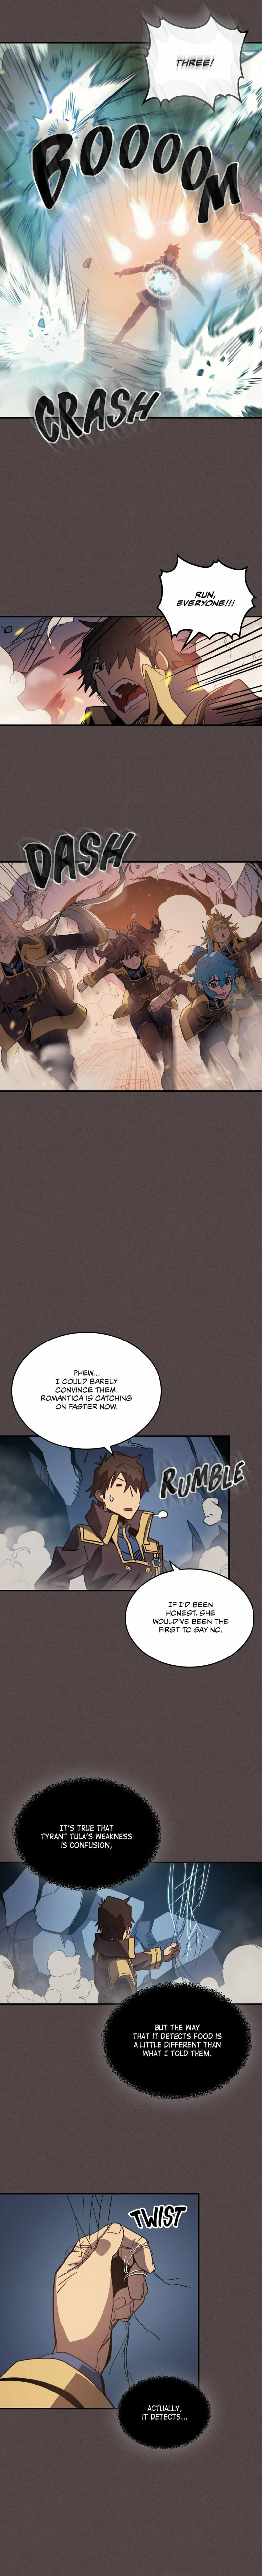 THREE!
BOOOOM
CRASH
RUN,
EVERYONE!!!
DASH
PHEW...
I COULD BARELY
CONVINCE THEM.
ROMANTICA IS CATCHING
ON FASTER NOW.
RUMBLE
IF I'D BEEN
HONEST, SHE
WOULD'VE BEEN THE
FIRST TO SAY NO.
IT'S TRUE THAT
TYRANT TULA'S WEAKNESS
IS CONFUSION,
BUT THE WAY
THAT IT DETECTS FOOD IS
A LITTLE DIFFERENT THAN
WHAT I TOLD THEM.
TWIST
ACTUALLY,
IT DETECTS...